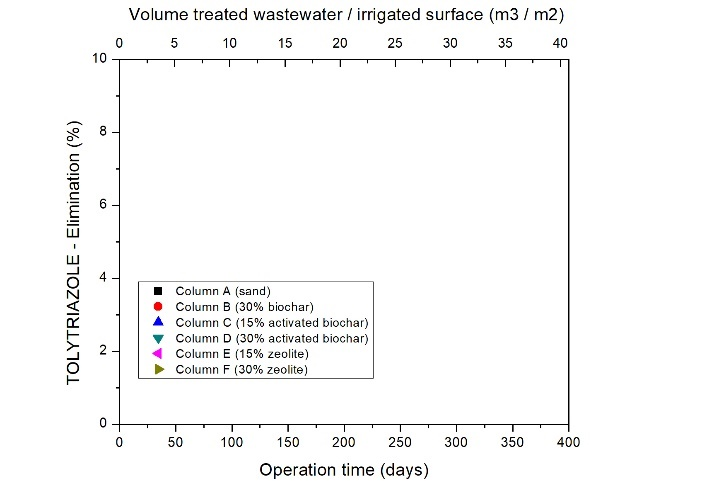 Volume treated wastewater / irrigated surface (m3 / m2)
0 5 10 15 20 25 30 35 40
10
8
6
4
2
0
TOLYTRIAZOLE - Elimination (%)
Column A (sand)
Column B (30% biochar)
Column C (15% activated biochar)
Column D (30% activated biochar)
Column E (15% zeolite)
Column F (30% zeolite)
0 50 100 150 200 250 300 350 400
Operation time (days)